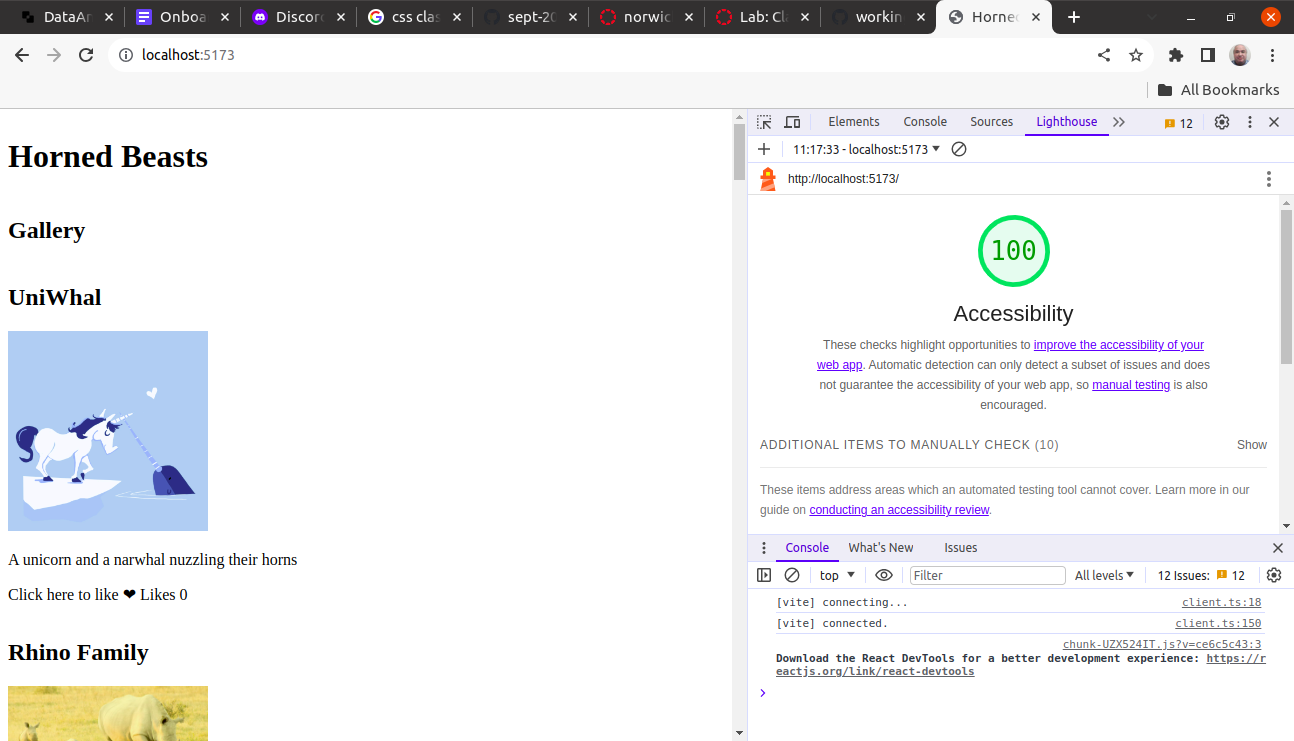 DataAr
Onboa
Discor
css clas
sept-20
norwic
Lab: Cl
workin
Horned
localhost:5173
All Bookmarks
Horned Beasts
Gallery
UniWhal
A unicorn and a narwhal nuzzling their horns
Click here to like ❤ Likes 0
Rhino Family
Elements
Console
Sources
Lighthouse
12
11:17:33 - localhost:5173
http://localhost:5173/
100
Accessibility
These checks highlight opportunities to improve the accessibility of your
web app. Automatic detection can only detect a subset of issues and does
not guarantee the accessibility of your web app, so manual testing is also
encouraged.
ADDITIONAL ITEMS TO MANUALLY CHECK (10)
Show
These items address areas which an automated testing tool cannot cover. Learn more in our
guide on conducting an accessibility review.
Console
What's New
Issues
top
Filter
All levels
12 Issues:
12
[vite] connecting...
client.ts:18
[vite] connected.
client.ts:150
chunk-UZX524IT.js?v=ce6c5c43:3
Download the React DevTools for a better development experience: https://r
eactjs.org/link/react-devtools